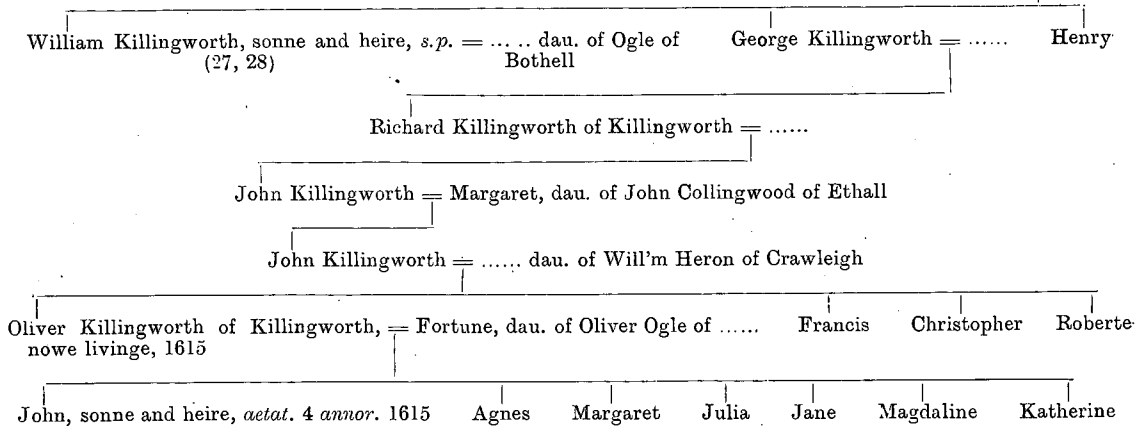 William Killingworth, sonne and heire, s.p. = ... .. dau. of Ogle of George Killingworth = ...... Henry
(27, 28) Bothell
Richard Killingworth of Killingworth = ......
John Killingworth = Margaret, dau. of John Collingwood of Ethall
John Killingworth = ...... dau. of Will'm Heron of Crawleigh
Oliver Killingworth of Killingworth, = Fortune, dau. of Oliver Ogle of ...... Francis Christopher Roberte
nowe livinge, 1615
John, sonne and heire, aetat. 4 annor. 1615 Agnes Margaret Julia Jane Magdaline Katherine